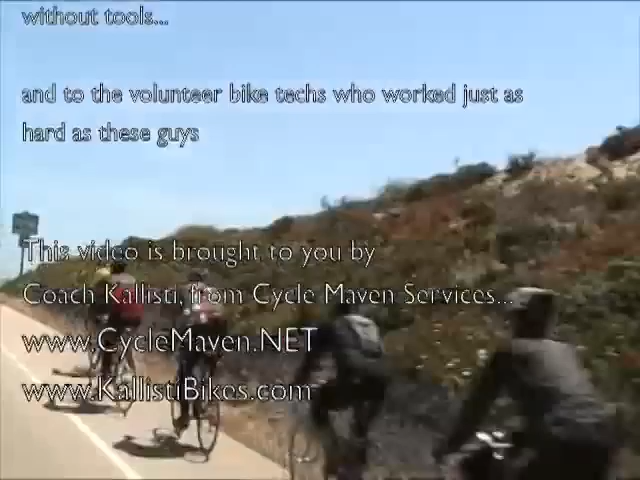 without tools...
and to the volunteer bike techs who worked just as
hard as these guys
This video is brought to you by
Coach Kallisti, from Cycle Maven Services...
www.CycleMaven.NET
www.KallistiBikes.com